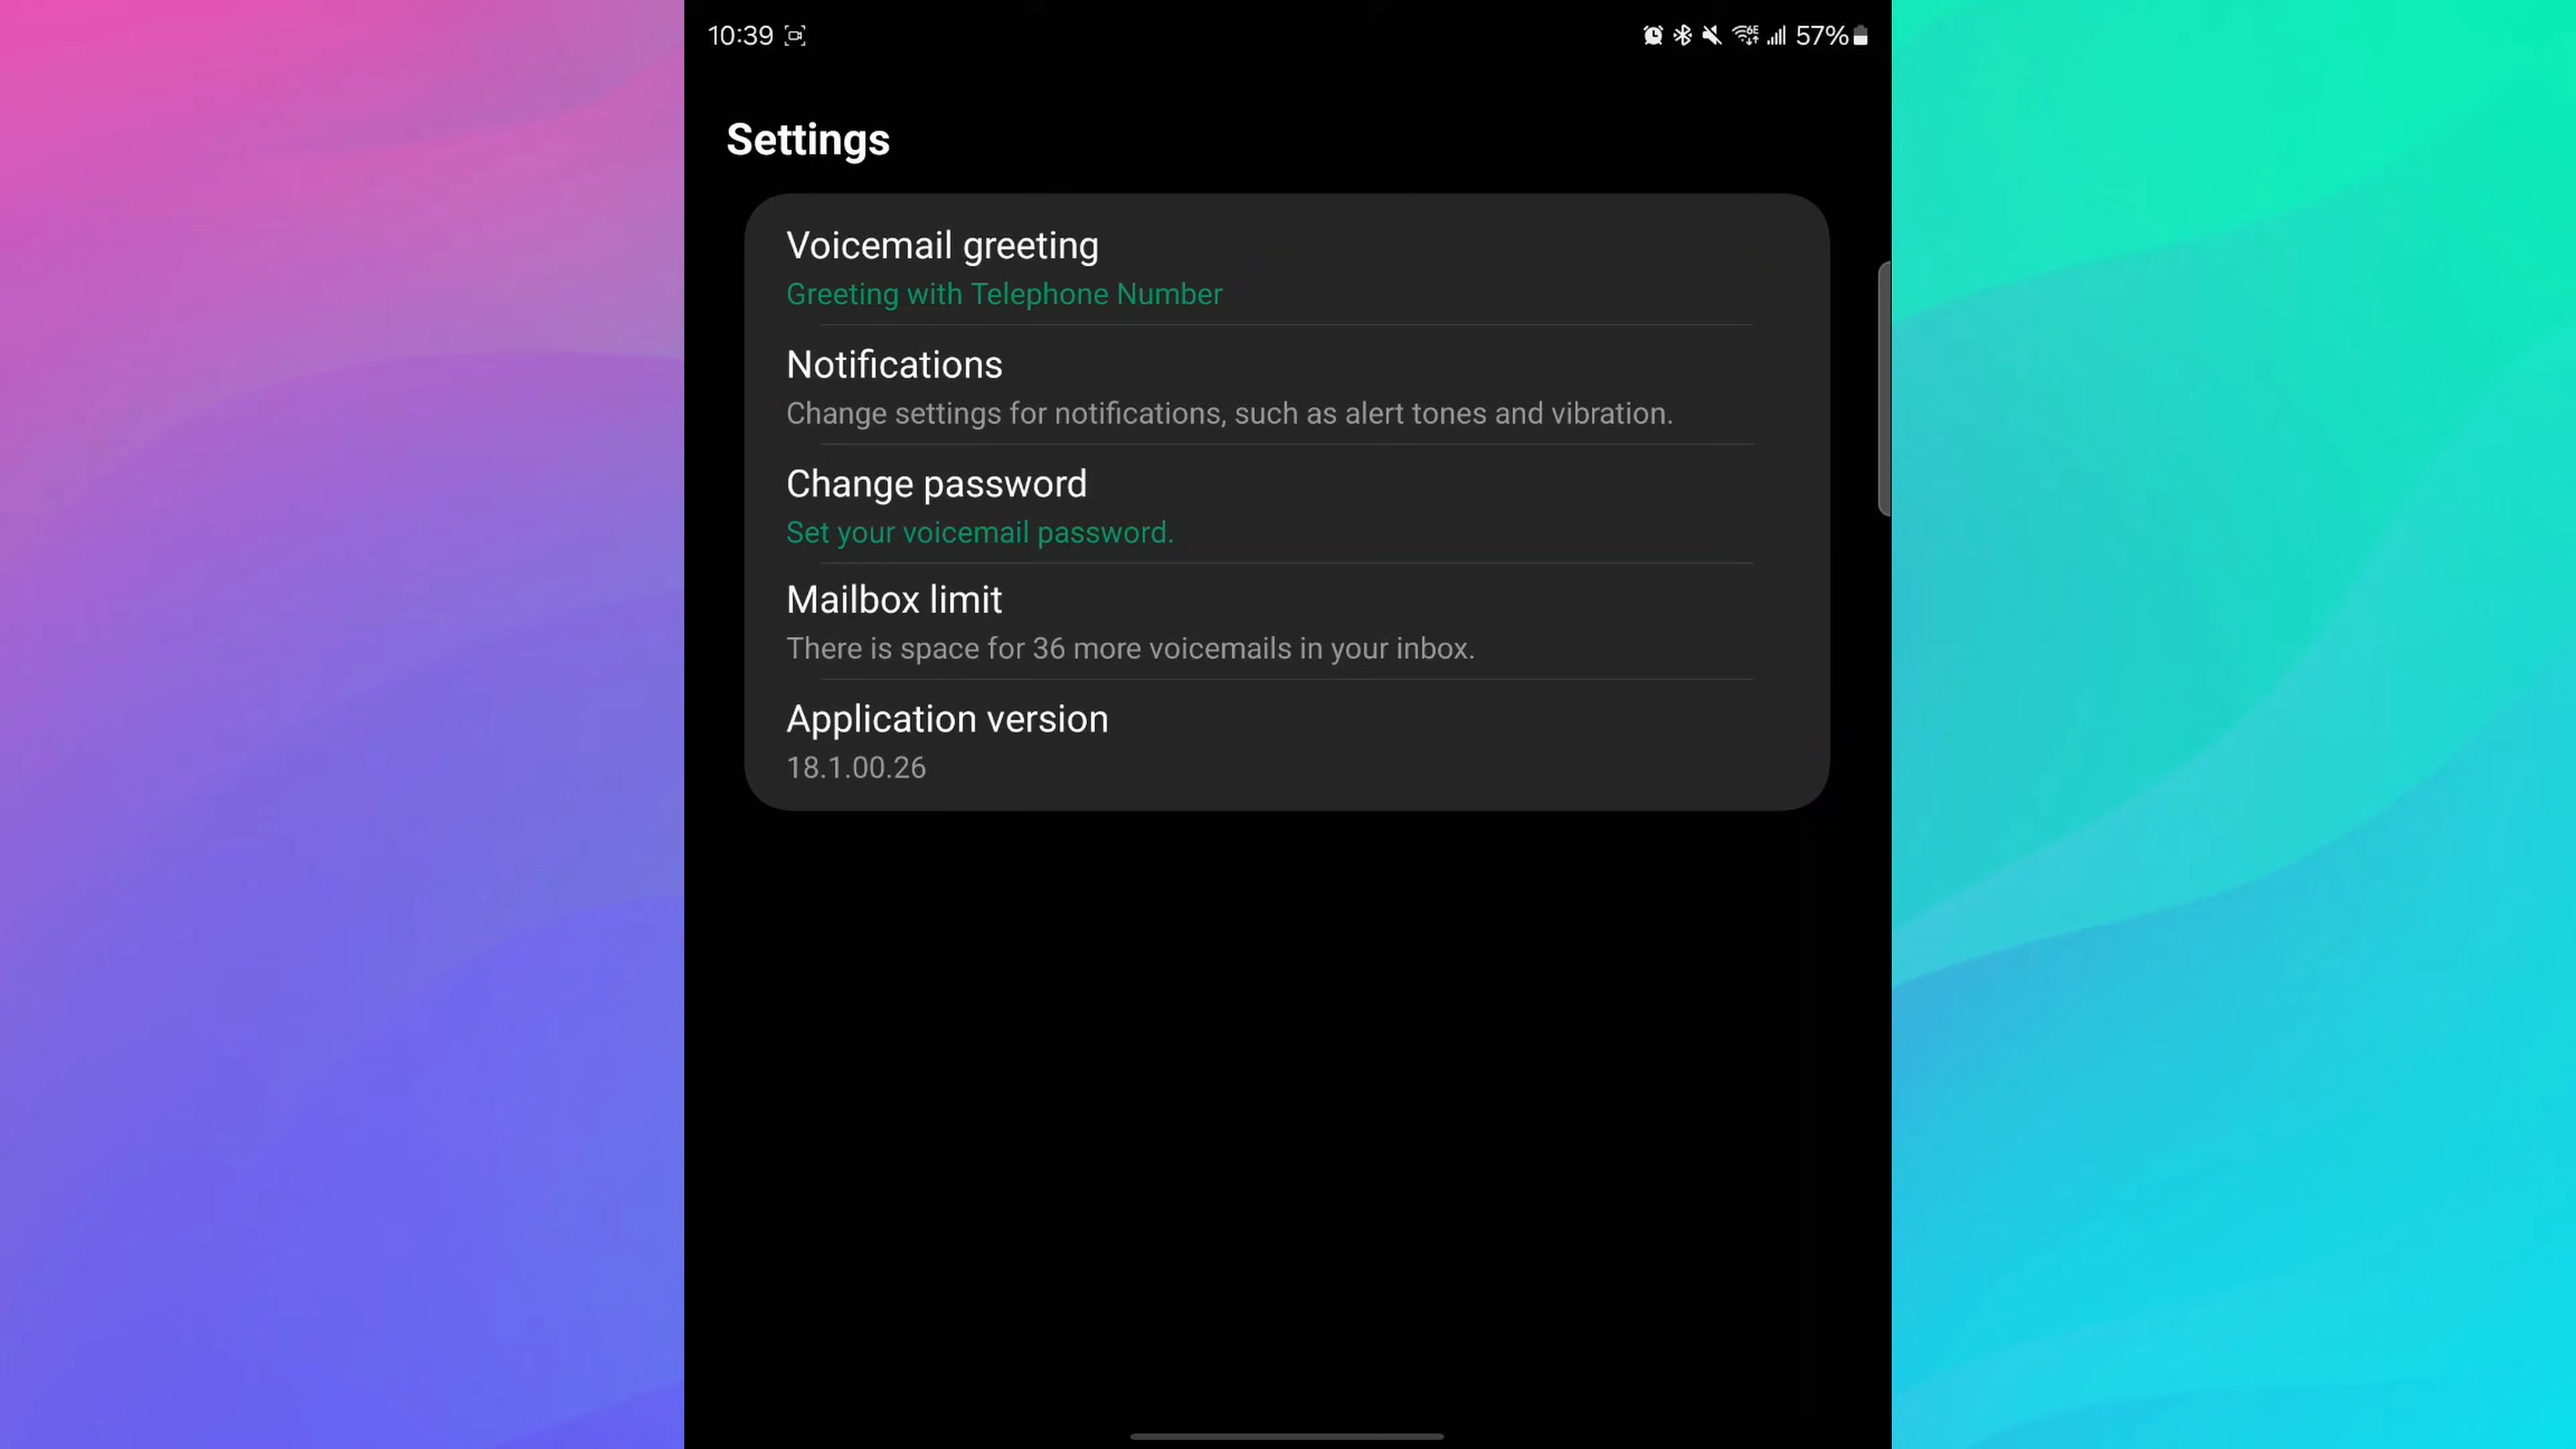 10:39
57%
Settings
Voicemail greeting
Greeting with Telephone Number
Notifications
Change settings for notifications, such as alert tones and vibration.
Change password
Set your voicemail password.
Mailbox limit
There is space for 36 more voicemails in your inbox.
Application version
18.1.00.26